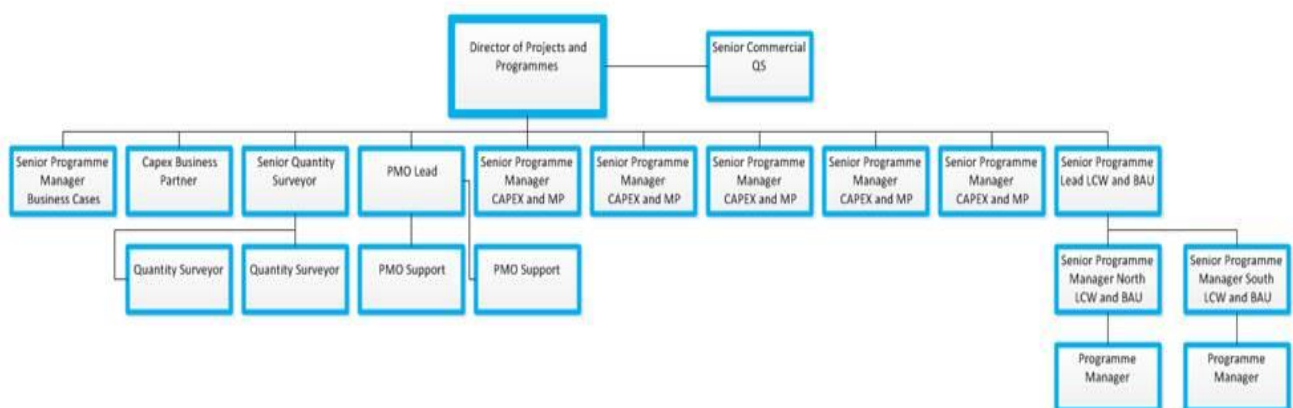 Director of Projects and
Programmes
Senior Commercial
QS
Senior Programme
Manager
Business Cases
Capex Business
Partner
Senior Quantity
Surveyor
PMO Lead
Senior Programme
Manager
CAPEX and MP
Senior Programme
Manager
CAPEX and MP
Senior Programme
Manager
CAPEX and MP
Senior Programme
Manager
CAPEX and MP
Senior Programme
Manager
CAPEX and MP
Senior Programme
Lead LCW and BAU
Quantity Surveyor
Quantity Surveyor
PMO Support
PMO Support
Senior Programme
Manager North
LCW and BAU
Senior Programme
Manager South
LCW and BAU
Programme
Manager
Programme
Manager